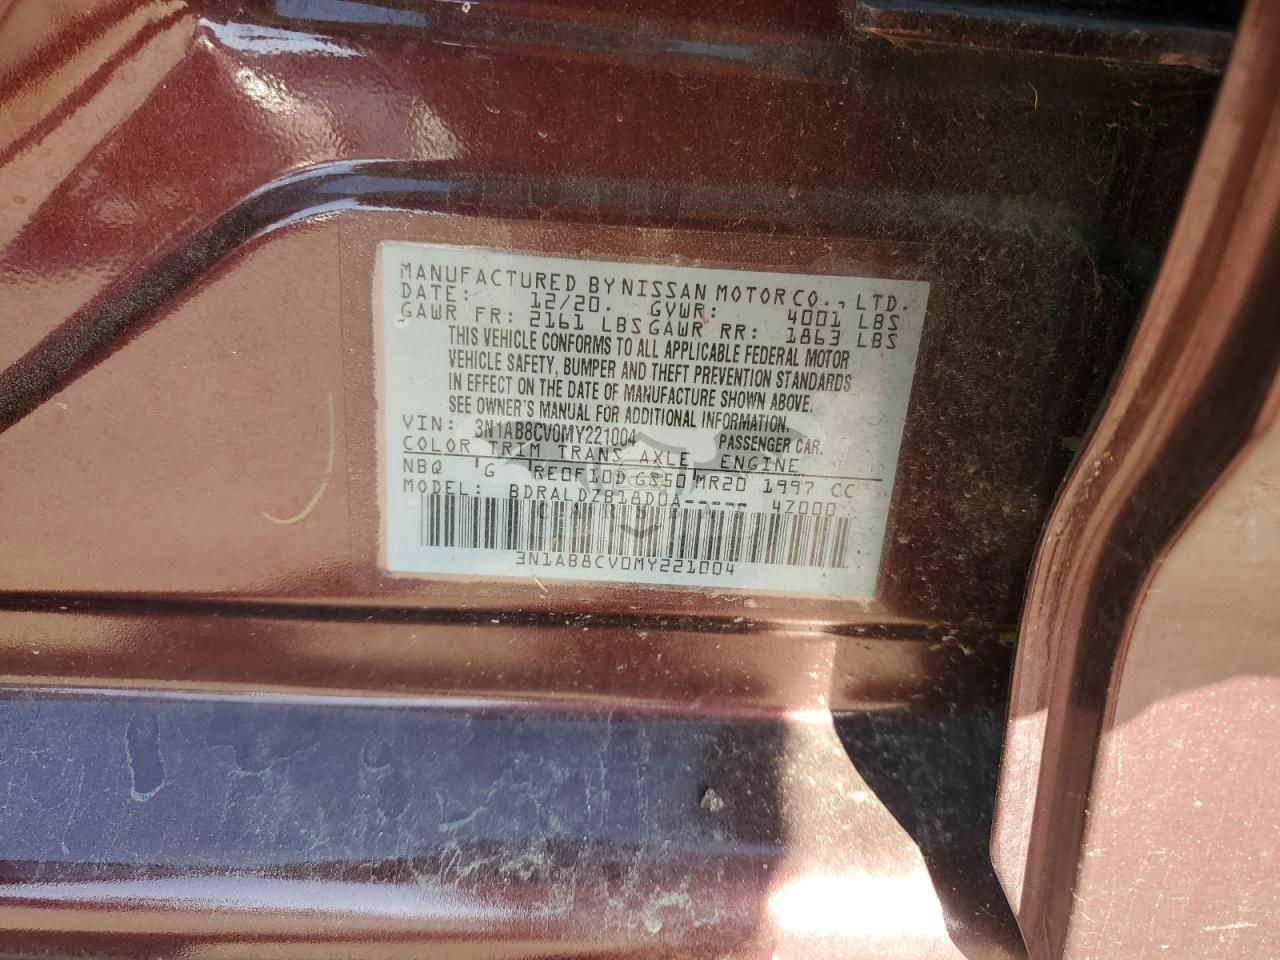 MANUFACTURED BY NISSAN MOTOR CO., LTD.
DATE: 12/20. GVWR: 4001 LBS
GAWR FR: 2161 LBS GAWR RR: 1863 LBS
THIS VEHICLE CONFORMS TO ALL APPLICABLE FEDERAL MOTOR
VEHICLE SAFETY, BUMPER AND THEFT PREVENTION STANDARDS
IN EFFECT ON THE DATE OF MANUFACTURE SHOWN ABOVE.
SEE OWNER'S MANUAL FOR ADDITIONAL INFORMATION.
VIN: 3N1AB8CV0MY221004 PASSENGER CAR.
COLOR TRIM TRANS AXLE ENGINE
NBQ G RE0F10D GS50 MR20 1997 CC
MODEL: BDRALDZB18DUA----- 4Z000
3N1AB8CV0MY221004